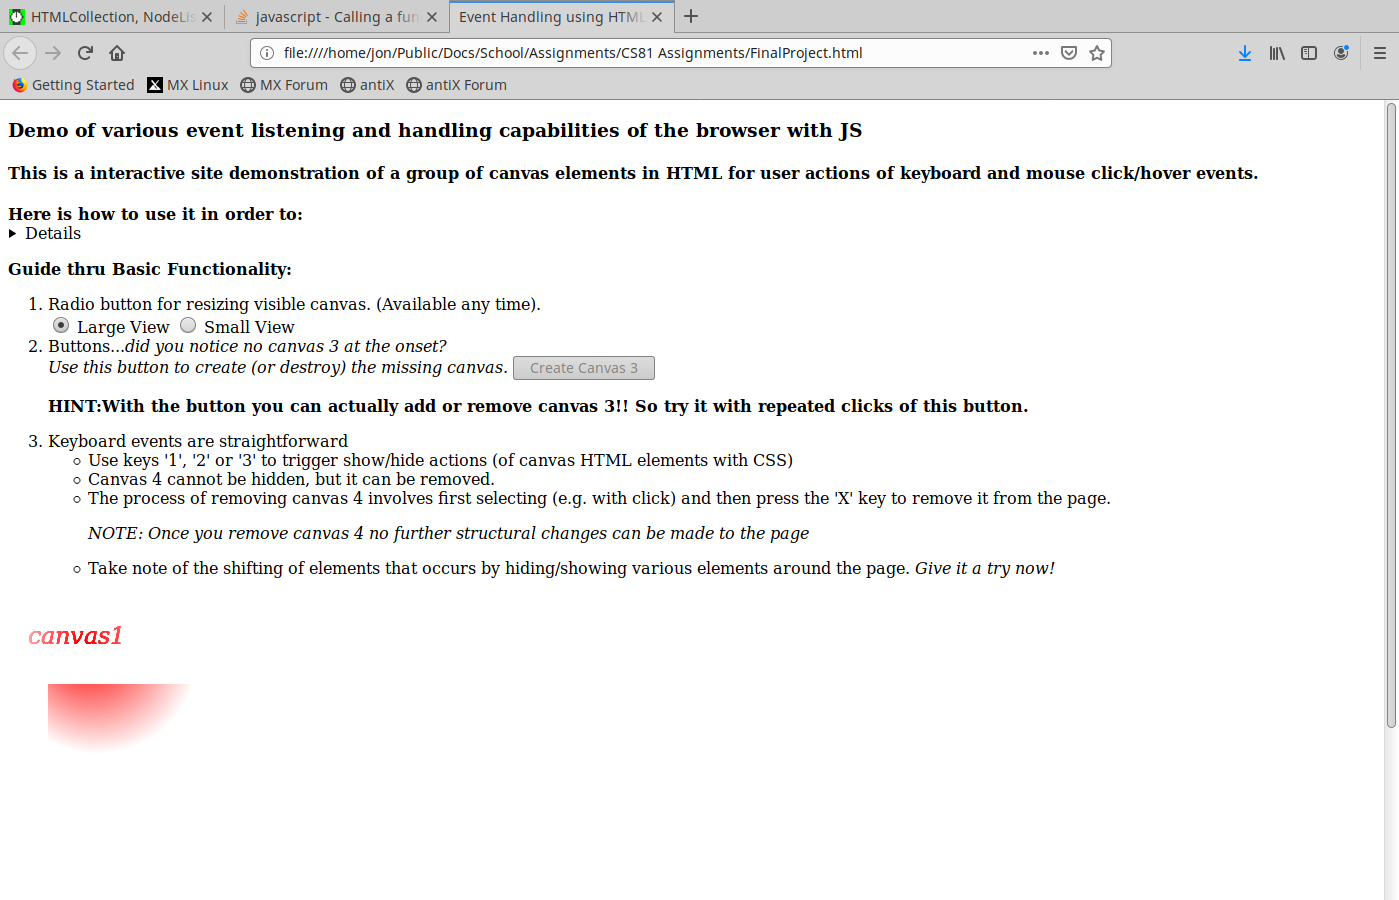 HTMLCollection, NodeLis
javascript - Calling a fun
Event Handling using HTML
file:////home/jon/Public/Docs/School/Assignments/CS81 Assignments/FinalProject.html
Getting Started
MX Linux
MX Forum
antiX
antiX Forum
Demo of various event listening and handling capabilities of the browser with JS
This is a interactive site demonstration of a group of canvas elements in HTML for user actions of keyboard and mouse click/hover events.
Here is how to use it in order to:
Details
Guide thru Basic Functionality:
1. Radio button for resizing visible canvas. (Available any time).
Large View Small View
2. Buttons...did you notice no canvas 3 at the onset?
Use this button to create (or destroy) the missing canvas. Create Canvas 3
HINT:With the button you can actually add or remove canvas 3!! So try it with repeated clicks of this button.
3. Keyboard events are straightforward
Use keys '1', '2' or '3' to trigger show/hide actions (of canvas HTML elements with CSS)
Canvas 4 cannot be hidden, but it can be removed.
The process of removing canvas 4 involves first selecting (e.g. with click) and then press the 'X' key to remove it from the page.
NOTE: Once you remove canvas 4 no further structural changes can be made to the page
Take note of the shifting of elements that occurs by hiding/showing various elements around the page. Give it a try now!
canvas1